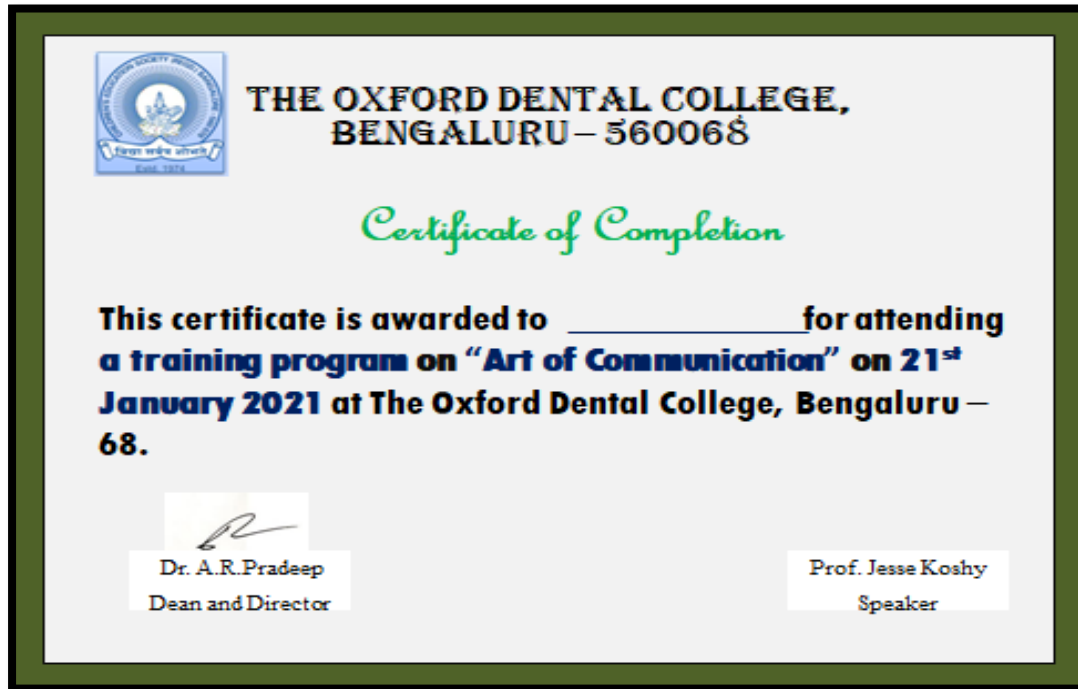 THE OXFORD DENTAL COLLEGE,
BENGALURU – 560068
Certificate of Completion
This certificate is awarded to ______________for attending
a training program on “Art of Communication” on 21st
January 2021 at The Oxford Dental College, Bengaluru –
68.
Dr. A.R.Pradeep
Dean and Director
Prof. Jesse Koshy
Speaker